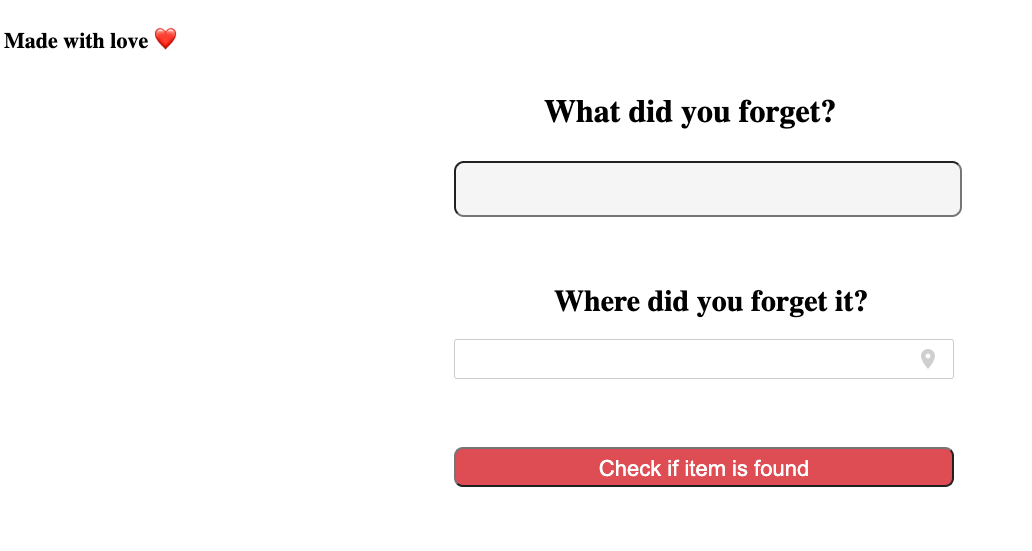 Made with love ❤️
What did you forget?
Where did you forget it?
Check if item is found